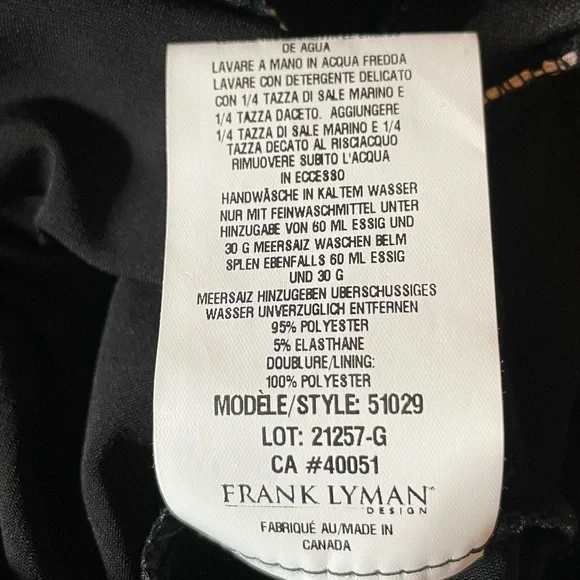 DE AGUA
LAVARE A MANO IN ACQUA FREDDA
LAVARE CON DETERGENTE DELICATO
CON 1/4 TAZZA DI SALE MARINO E
1/4 TAZZA DACETO. AGGIUNGERE
1/4 TAZZA DI SALE MARINO E 1/4
TAZZA DECATO AL RISCIACQUO
RIMUOVERE SUBITO L'ACQUA
IN ECCESSO
HANDWÄSCHE IN KALTEM WASSER
NUR MIT FEINWASCHMITTEL UNTER
HINZUGABE VON 60 ML ESSIG UND
30 G MEERSAIZ WASCHEN BELM
SPLEN EBENFALLS 60 ML ESSIG
UND 30 G
MEERSAIZ HINZUGEBEN UBERSCHUSSIGES
WASSER UNVERZUGLICH ENTFERNEN
95% POLYESTER
5% ELASTHANE
DOUBLURE/LINING:
100% POLYESTER
MODÈLE/STYLE: 51029
LOT: 21257-G
CA #40051
FRANK LYMAN
DESIGN
FABRIQUÉ AU/MADE IN
CANADA